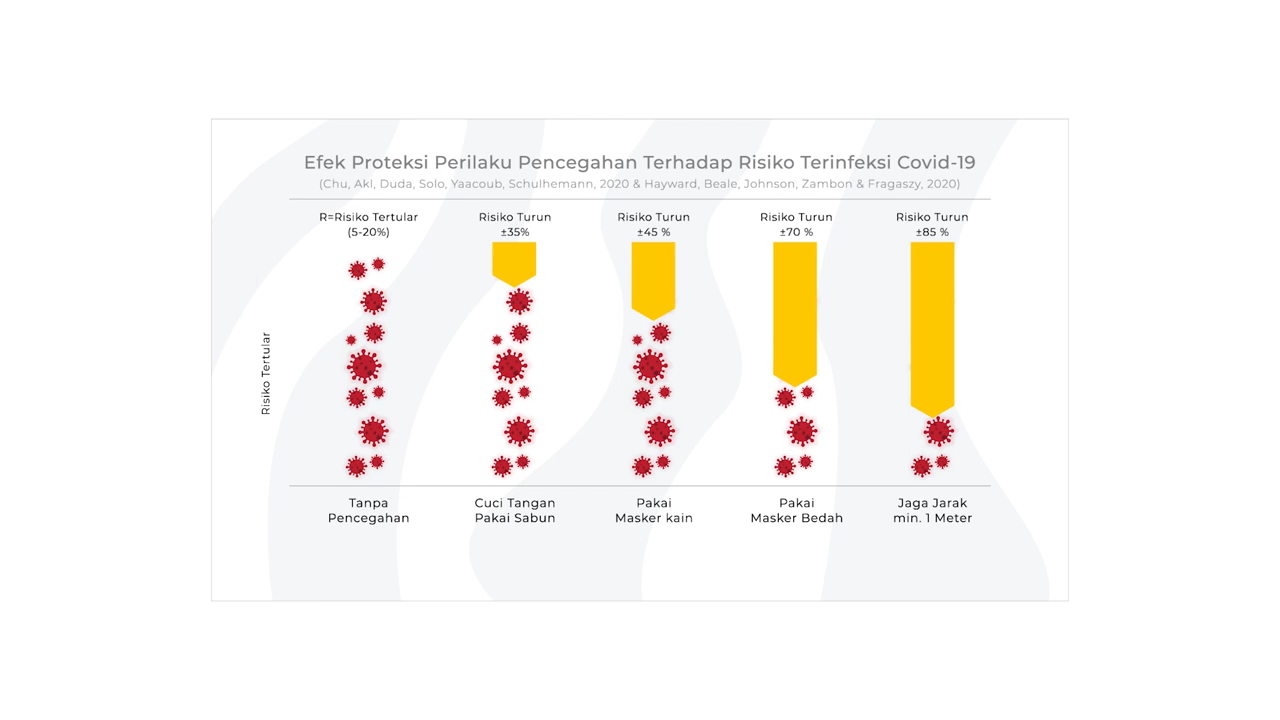 Efek Proteksi Perilaku Pencegahan Terhadap Risiko Terinfeksi Covid-19
(Chu, Akl, Duda, Solo, Yaacoub, Schulhemann, 2020 & Hayward, Beale, Johnson, Zambon & Fragaszy, 2020)
R=Risiko Tertular
(5-20%)
Risiko Turun
±35%
Risiko Turun
±45 %
Risiko Turun
±70 %
Risiko Turun
±85 %
Risiko Tertular
Tanpa
Pencegahan
Cuci Tangan
Pakai Sabun
Pakai
Masker kain
Pakai
Masker Bedah
Jaga Jarak
min. 1 Meter